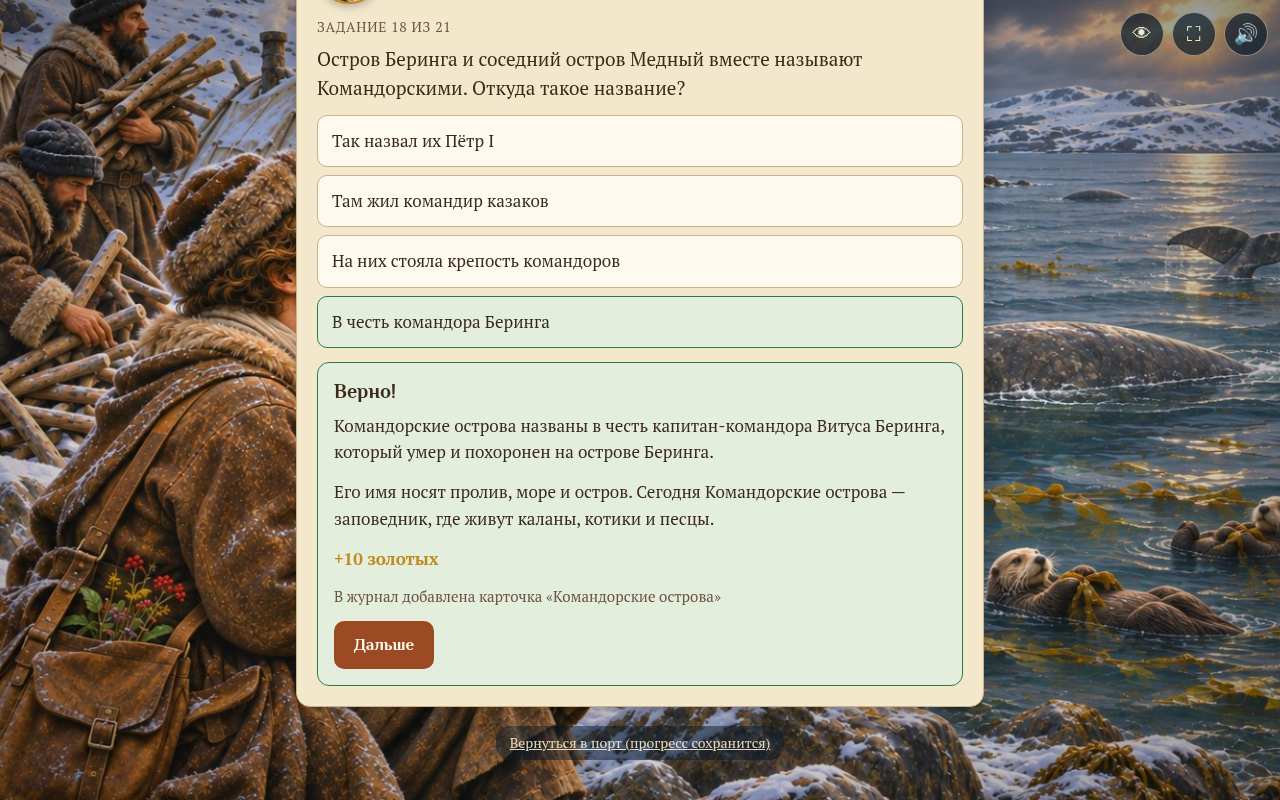 ЗАДАНИЕ 18 ИЗ 21
Остров Беринга и соседний остров Медный вместе называют
Командорскими. Откуда такое название?
Так назвал их Пётр I
Там жил командир казаков
На них стояла крепость командоров
В честь командора Беринга
Верно!
Командорские острова названы в честь капитан-командора Витуса Беринга,
который умер и похоронен на острове Беринга.
Его имя носят пролив, море и остров. Сегодня Командорские острова —
заповедник, где живут каланы, котики и песцы.
+10 золотых
В журнал добавлена карточка «Командорские острова»
Дальше
Вернуться в порт (прогресс сохранится)